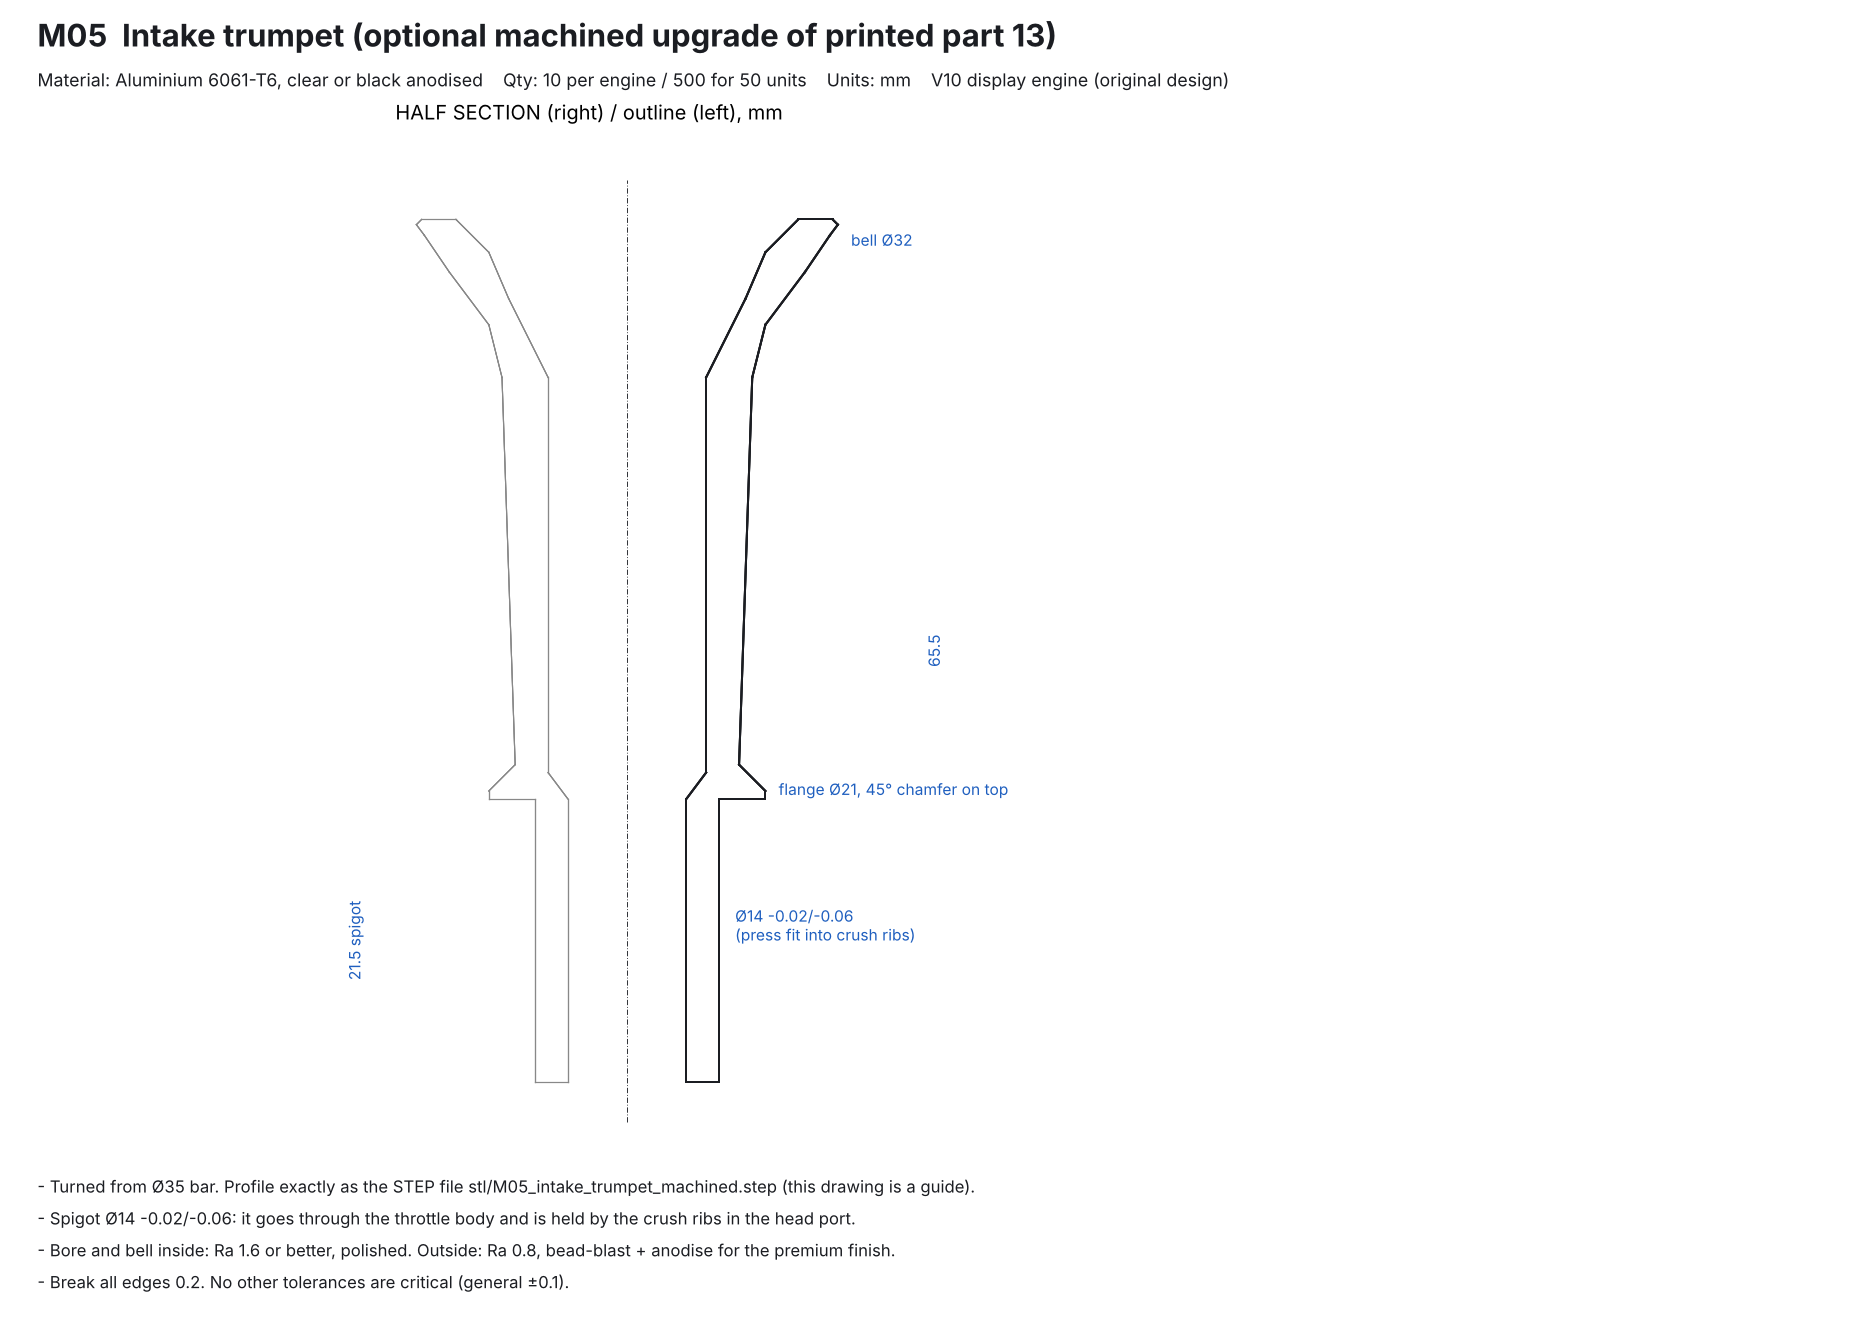 M05 Intake trumpet (optional machined upgrade of printed part 13)
Material: Aluminium 6061-T6, clear or black anodised Qty: 10 per engine / 500 for 50 units Units: mm V10 display engine (original design)
HALF SECTION (right) / outline (left), mm
bell Ø32
65.5
flange Ø21, 45° chamfer on top
21.5 spigot
Ø14 -0.02/-0.06
(press fit into crush ribs)
- Turned from Ø35 bar. Profile exactly as the STEP file stl/M05_intake_trumpet_machined.step (this drawing is a guide).
- Spigot Ø14 -0.02/-0.06: it goes through the throttle body and is held by the crush ribs in the head port.
- Bore and bell inside: Ra 1.6 or better, polished. Outside: Ra 0.8, bead-blast + anodise for the premium finish.
- Break all edges 0.2. No other tolerances are critical (general ±0.1).